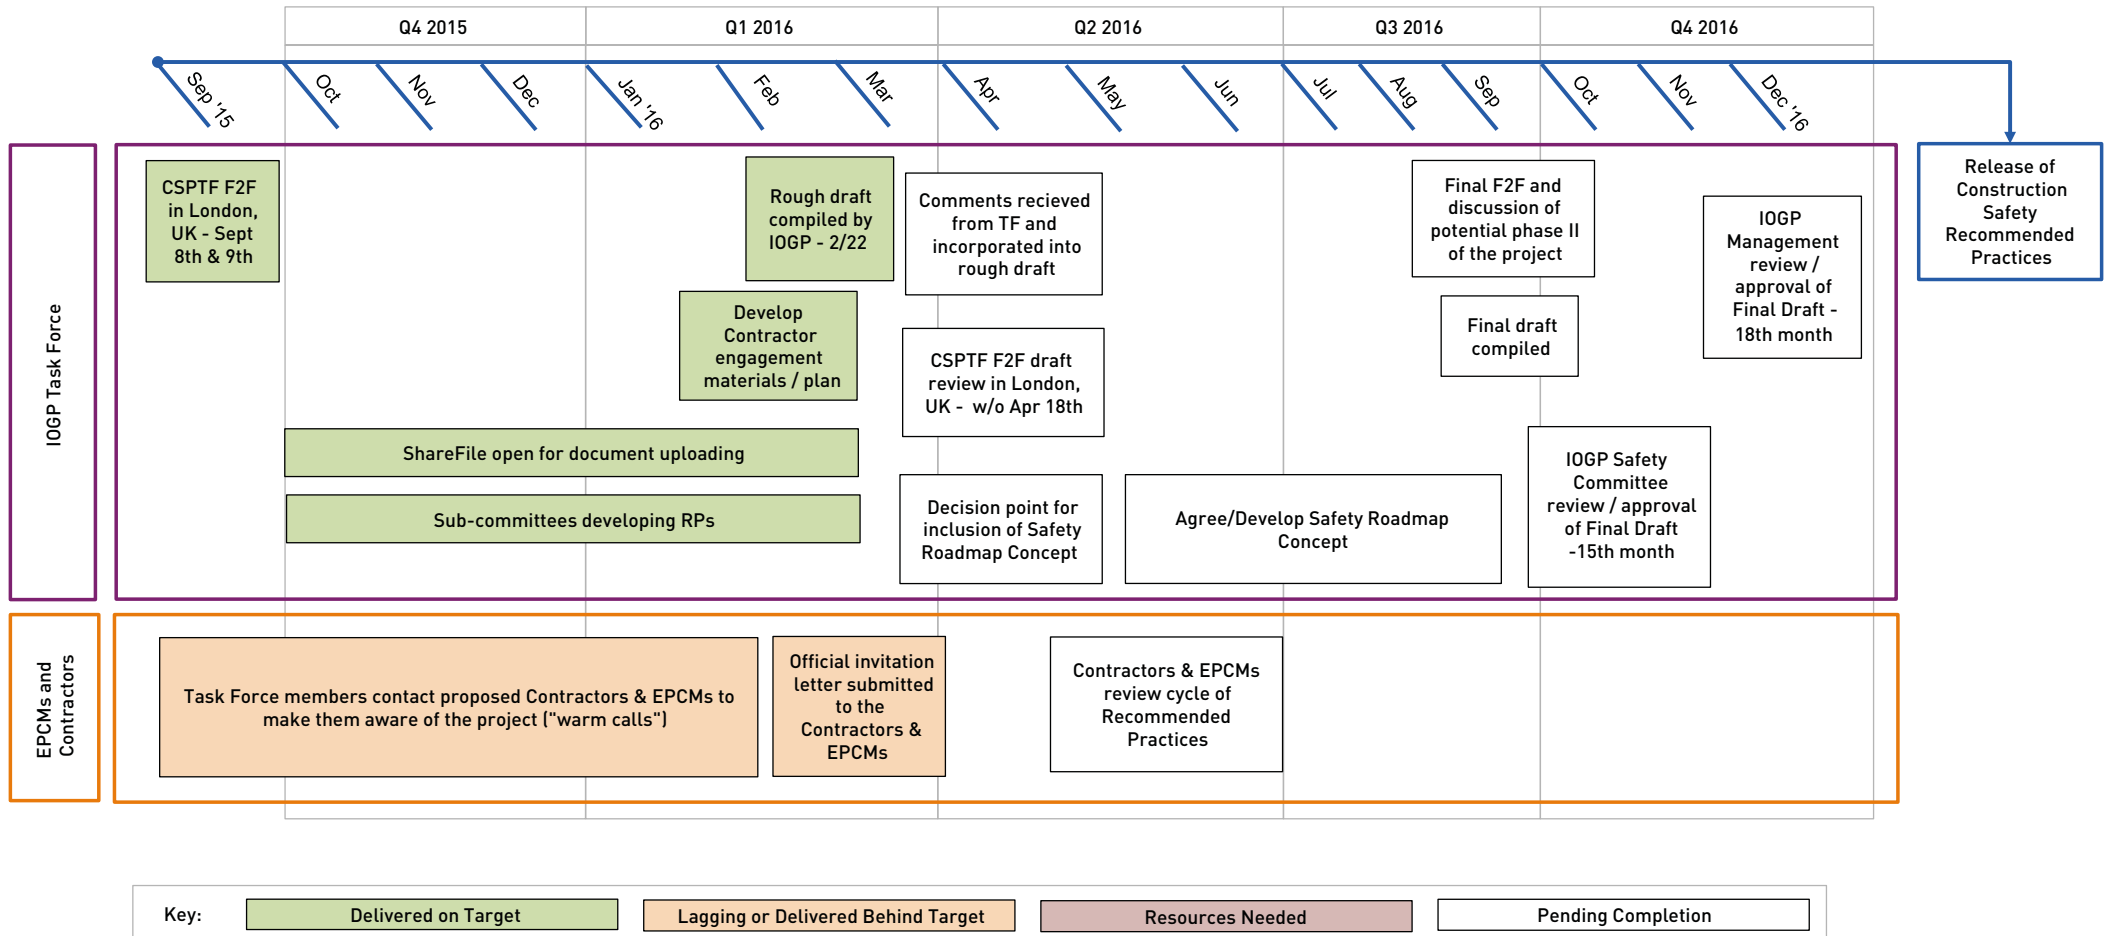 Q4 2015
Q1 2016
Q2 2016
Q3 2016
Q4 2016
Sep '15
Oct
Nov
Dec
Jan '16
Feb
Mar
Apr
May
Jun
Jul
Aug
Sep
Oct
Nov
Dec '16
Release of
Construction
Safety
Recommended
Practices
IOGP Task Force
CSPTF F2F
in London,
UK - Sept
8th & 9th
Rough draft
compiled by
IOGP - 2/22
Comments recieved
from TF and
incorporated into
rough draft
Final F2F and
discussion of
potential phase II
of the project
IOGP
Management
review /
approval of
Final Draft -
18th month
Develop
Contractor
engagement
materials / plan
CSPTF F2F draft
review in London,
UK - w/o Apr 18th
Final draft
compiled
ShareFile open for document uploading
Sub-committees developing RPs
Decision point for
inclusion of Safety
Roadmap Concept
Agree/Develop Safety Roadmap
Concept
IOGP Safety
Committee
review / approval
of Final Draft
-15th month
EPCMs and
Contractors
Task Force members contact proposed Contractors & EPCMs to
make them aware of the project ("warm calls")
Official invitation
letter submitted
to the
Contractors &
EPCMs
Contractors & EPCMs
review cycle of
Recommended
Practices
Key:
Delivered on Target
Lagging or Delivered Behind Target
Resources Needed
Pending Completion